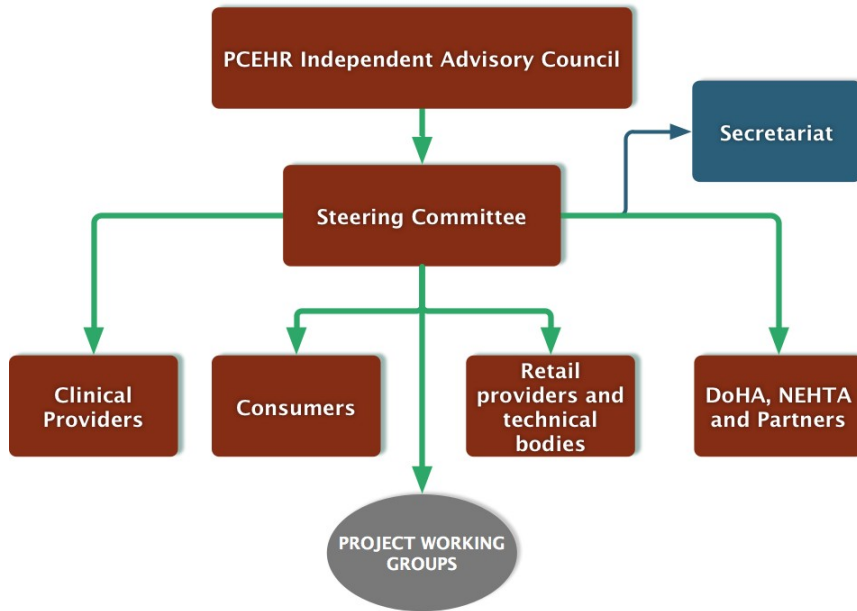 PCEHR Independent Advisory Council
Secretariat
Steering Committee
Clinical
Providers
Consumers
Retail
providers and
technical
bodies
DoHA, NEHTA
and Partners
PROJECT WORKING
GROUPS